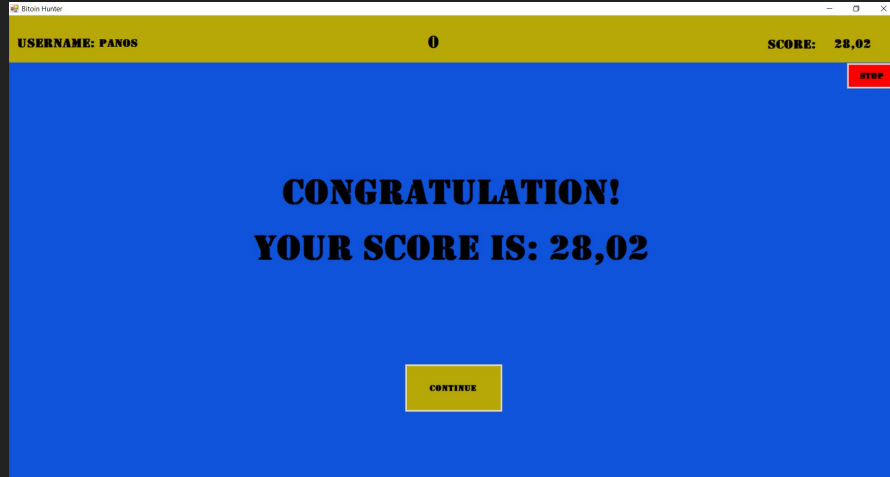 Bitoin Hunter
USERNAME: PANOS
0
SCORE: 28,02
STOP
CONGRATULATION!
YOUR SCORE IS: 28,02
CONTINUE